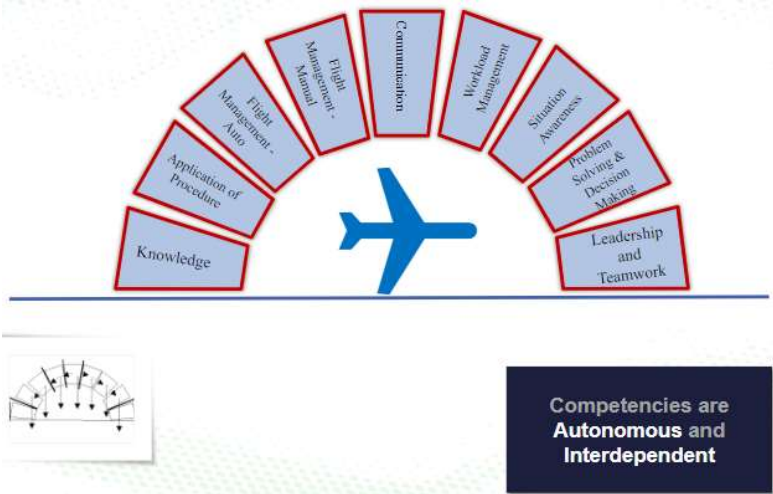 Knowledge
Application of
Procedure
Flight
Management -
Auto
Flight
Management -
Manual
Communication
Workload
Management
Situation
Awareness
Problem
Solving &
Decision
Making
Leadership
and
Teamwork
Competencies are
Autonomous and
Interdependent